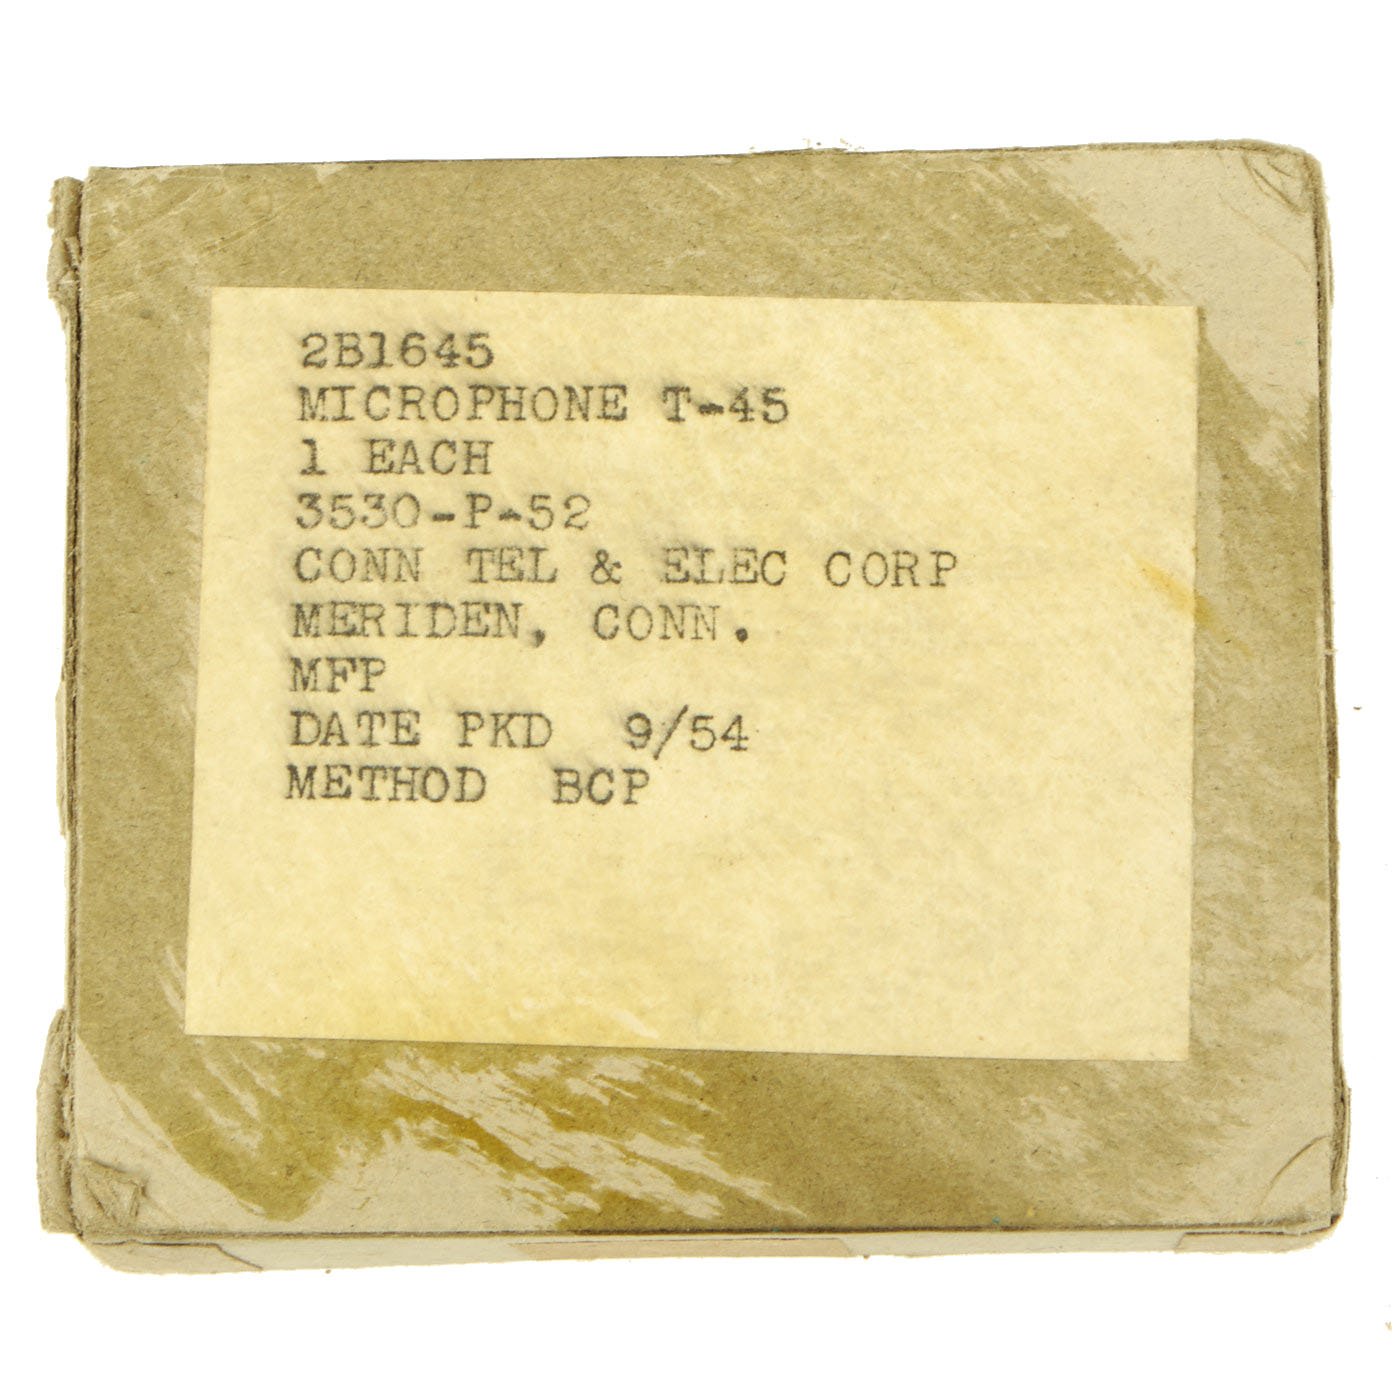 2B1645
MICROPHONE T-45
1 EACH
3530-P-52
CONN TEL & ELEC CORP
MERIDEN, CONN.
MFP
DATE PKD 9/54
METHOD BCP